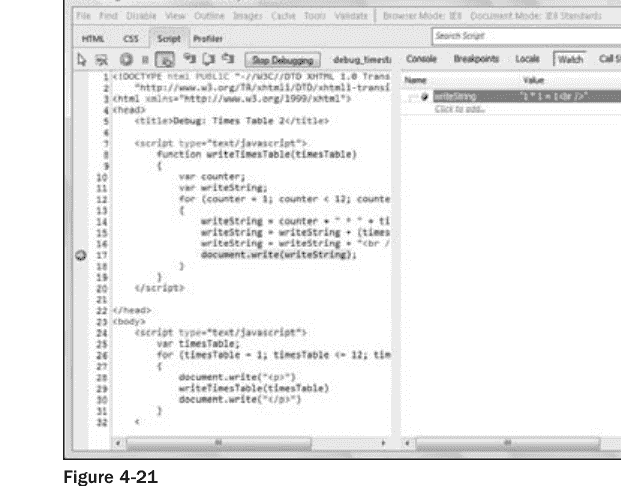 File Find Disable View Outline Images Cache Tools Validate Browser Mode: IE8 Document Mode: IE8 Standards
HTML CSS Script Profiler Search Script
Stop Debugging debug_timesta Console Breakpoints Locals Watch Call S
Name Value
writeString "1 * 1 = 1<br />"
Click to add...
1 <!DOCTYPE html PUBLIC "-//W3C//DTD XHTML 1.0 Trans
2 "http://www.w3.org/TR/xhtml1/DTD/xhtml1-transi
3 <html xmlns="http://www.w3.org/1999/xhtml">
4 <head>
5 <title>Debug: Times Table 2</title>
6
7 <script type="text/javascript">
8 function writeTimesTable(timesTable)
9 {
10 var counter;
11 var writeString;
12 for (counter = 1; counter < 12; counte
13 {
14 writeString = counter + " * " + ti
15 writeString = writeString + (times
16 writeString = writeString + "<br /
17 document.write(writeString);
18 }
19 }
20 </script>
21
22 </head>
23 <body>
24 <script type="text/javascript">
25 var timesTable;
26 for (timesTable = 1; timesTable <= 12; tim
27 {
28 document.write("<p>")
29 writeTimesTable(timesTable)
30 document.write("</p>")
31 }
32 <
Figure 4-21